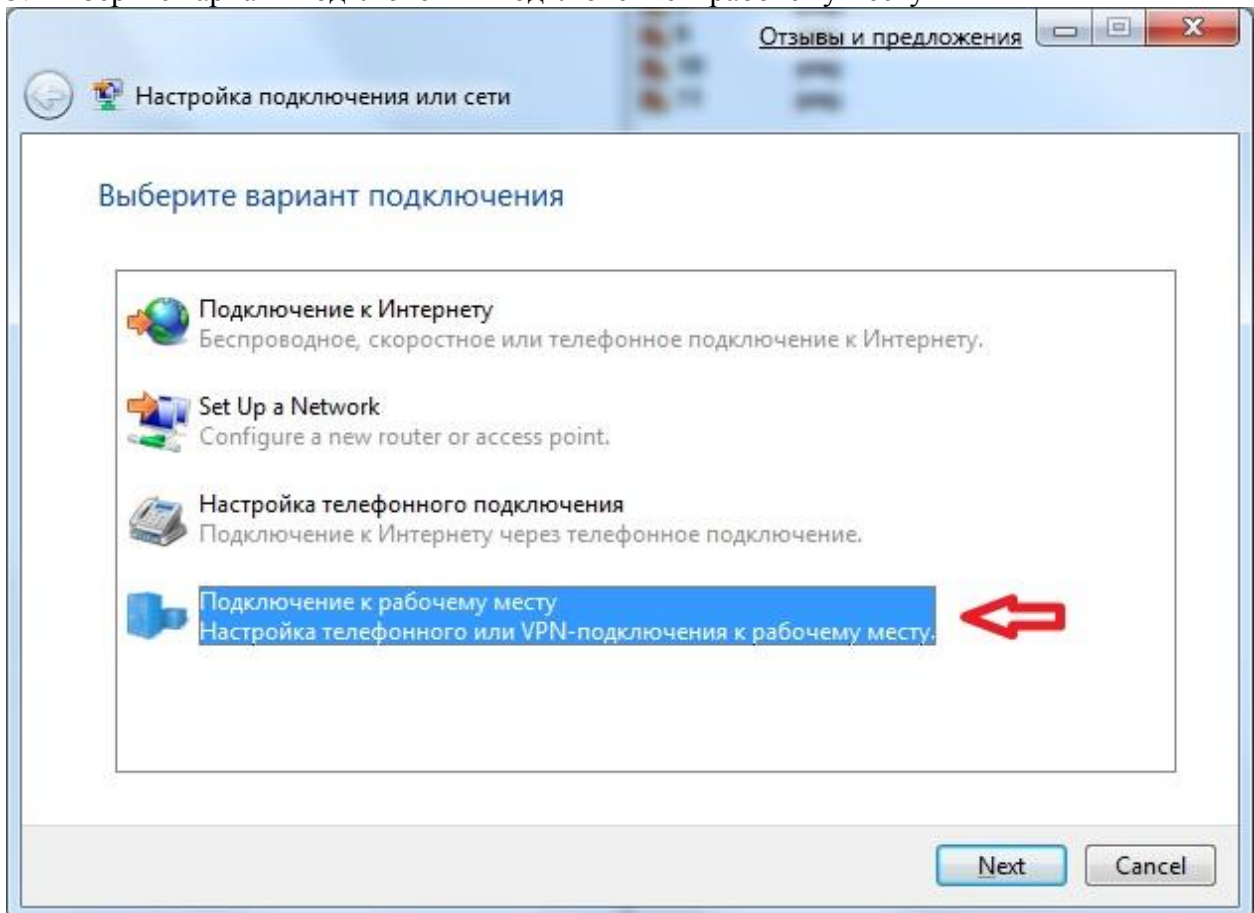 Отзывы и предложения
Настройка подключения или сети
Выберите вариант подключения
Подключение к Интернету
Беспроводное, скоростное или телефонное подключение к Интернету.
Set Up a Network
Configure a new router or access point.
Настройка телефонного подключения
Подключение к Интернету через телефонное подключение.
Подключение к рабочему месту
Настройка телефонного или VPN-подключения к рабочему месту.
Next
Cancel